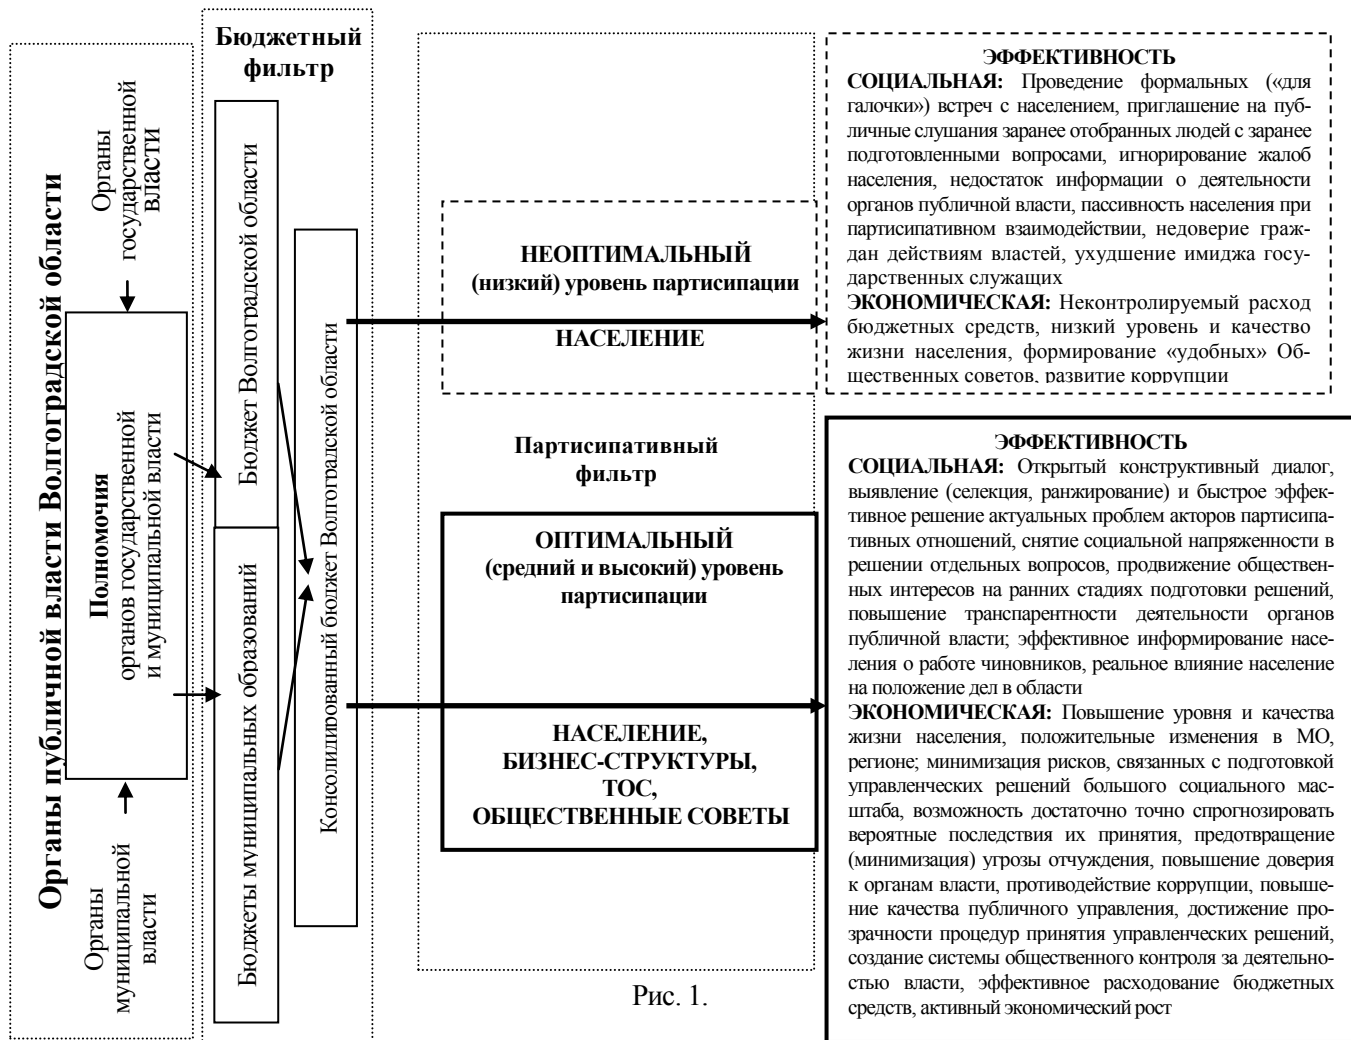 Органы публичной власти Волгоградской области
Органы
государственной
власти
Полномочия
органов государственной
и муниципальной власти
Органы
муниципальной
власти
Бюджетный
фильтр
Бюджет Волгоградской области
Бюджеты муниципальных образований
Консолидированный бюджет Волгоградской области
НЕОПТИМАЛЬНЫЙ
(низкий) уровень партисипации
НАСЕЛЕНИЕ
Партисипативный
фильтр
ОПТИМАЛЬНЫЙ
(средний и высокий) уровень
партисипации
НАСЕЛЕНИЕ,
БИЗНЕС-СТРУКТУРЫ,
ТОС,
ОБЩЕСТВЕННЫЕ СОВЕТЫ
ЭФФЕКТИВНОСТЬ
СОЦИАЛЬНАЯ: Проведение формальных («для
галочки») встреч с населением, приглашение на пуб-
личные слушания заранее отобранных людей с заранее
подготовленными вопросами, игнорирование жалоб
населения, недостаток информации о деятельности
органов публичной власти, пассивность населения при
партисипативном взаимодействии, недоверие граж-
дан действиям властей, ухудшение имиджа госу-
дарственных служащих
ЭКОНОМИЧЕСКАЯ: Неконтролируемый расход
бюджетных средств, низкий уровень и качество
жизни населения, формирование «удобных» Об-
щественных советов, развитие коррупции
ЭФФЕКТИВНОСТЬ
СОЦИАЛЬНАЯ: Открытый конструктивный диалог,
выявление (селекция, ранжирование) и быстрое эффек-
тивное решение актуальных проблем акторов партисипа-
тивных отношений, снятие социальной напряженности в
решении отдельных вопросов, продвижение обществен-
ных интересов на ранних стадиях подготовки решений,
повышение транспарентности деятельности органов
публичной власти; эффективное информирование насе-
ления о работе чиновников, реальное влияние население
на положение дел в области
ЭКОНОМИЧЕСКАЯ: Повышение уровня и качества
жизни населения, положительные изменения в МО,
регионе; минимизация рисков, связанных с подготовкой
управленческих решений большого социального мас-
штаба, возможность достаточно точно спрогнозировать
вероятные последствия их принятия, предотвращение
(минимизация) угрозы отчуждения, повышение доверия
к органам власти, противодействие коррупции, повыше-
ние качества публичного управления, достижение про-
зрачности процедур принятия управленческих решений,
создание системы общественного контроля за деятельно-
стью власти, эффективное расходование бюджетных
средств, активный экономический рост
Рис. 1.